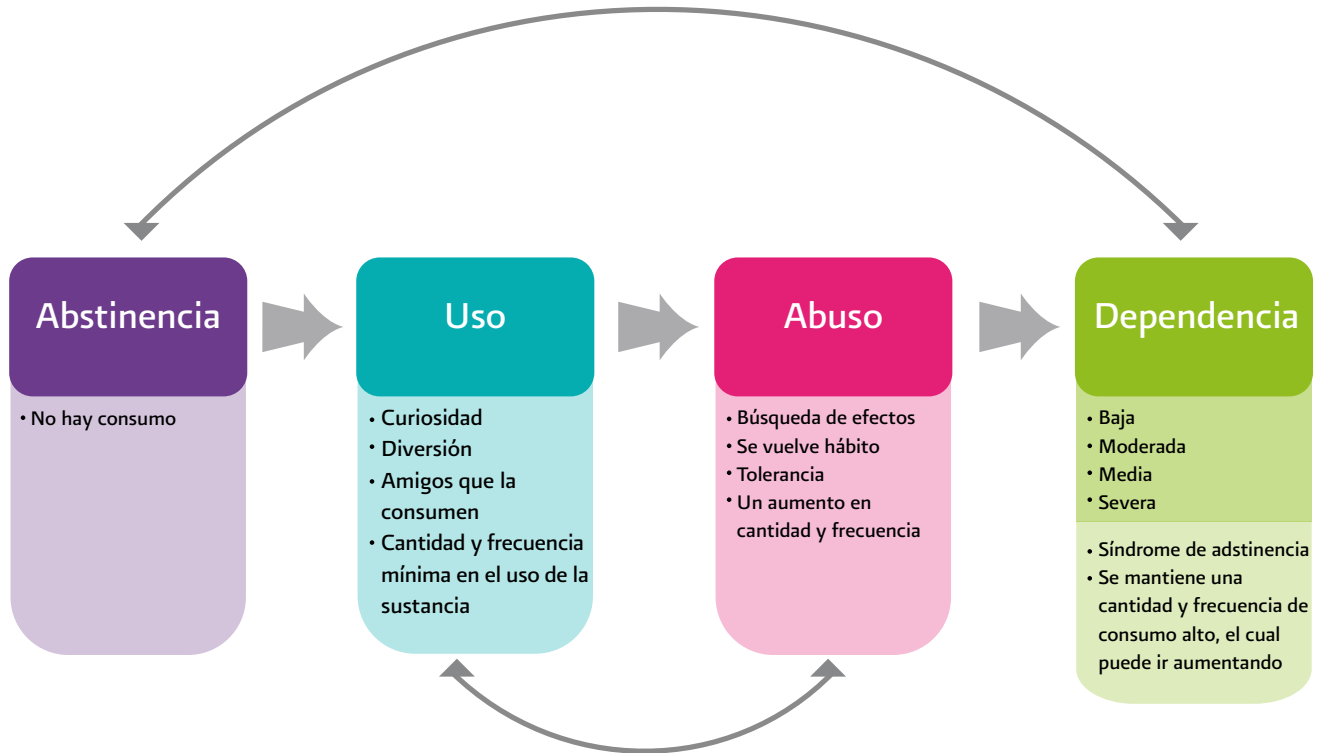 Abstinencia
• No hay consumo
Uso
• Curiosidad
• Diversión
• Amigos que la
consumen
• Cantidad y frecuencia
mínima en el uso de la
sustancia
Abuso
• Búsqueda de efectos
• Se vuelve hábito
• Tolerancia
• Un aumento en
cantidad y frecuencia
Dependencia
• Baja
• Moderada
• Media
• Severa
• Síndrome de adstinencia
• Se mantiene una
cantidad y frecuencia de
consumo alto, el cual
puede ir aumentando